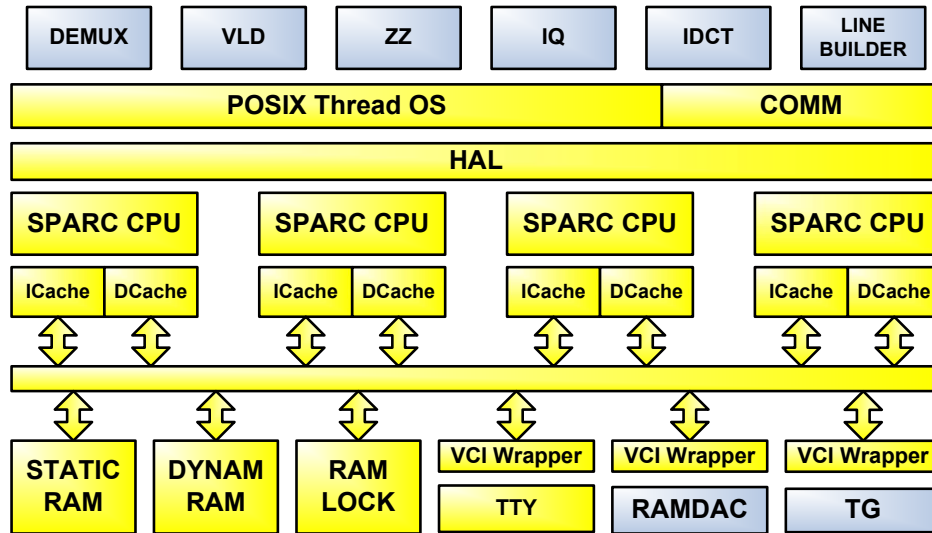 DEMUX VLD ZZ IQ IDCT LINE BUILDER
POSIX Thread OS COMM
HAL
SPARC CPU SPARC CPU SPARC CPU SPARC CPU
ICache DCache ICache DCache ICache DCache ICache DCache
STATIC RAM DYNAM RAM RAM LOCK VCI Wrapper VCI Wrapper VCI Wrapper
TTY RAMDAC TG